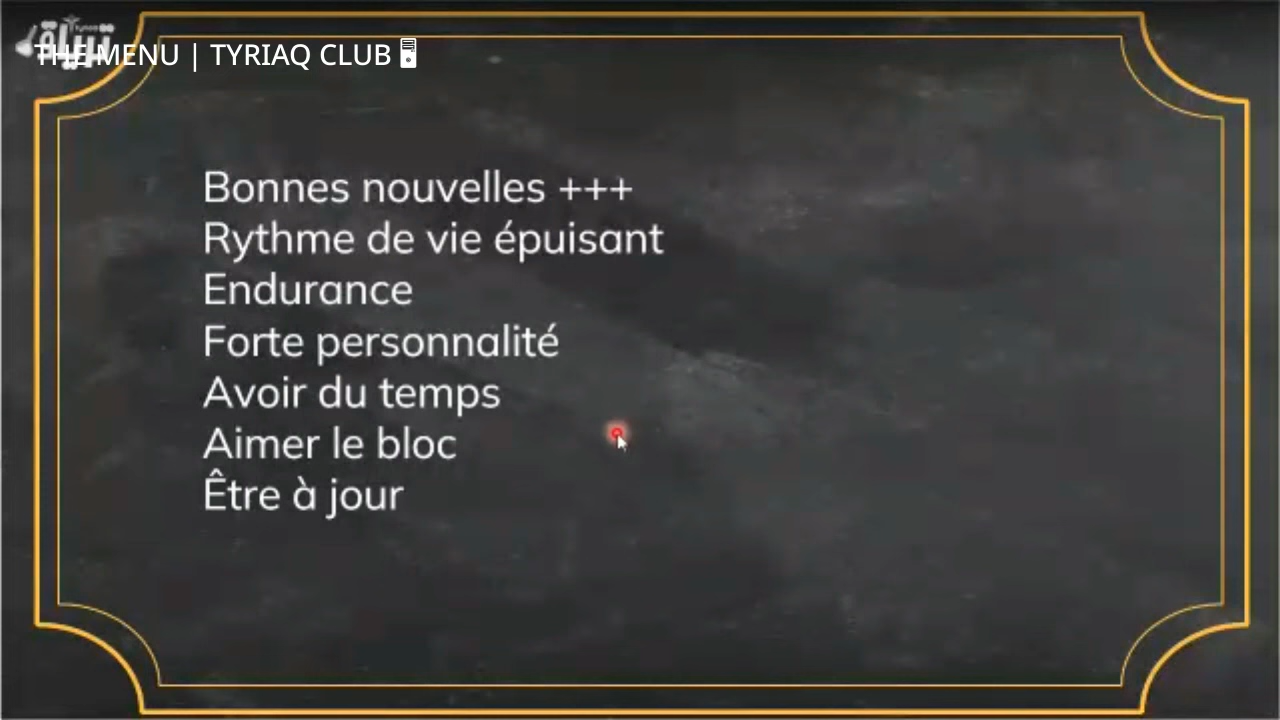 ترياق
THE MENU | TYRIAQ CLUB
Bonnes nouvelles +++
Rythme de vie épuisant
Endurance
Forte personnalité
Avoir du temps
Aimer le bloc
Être à jour